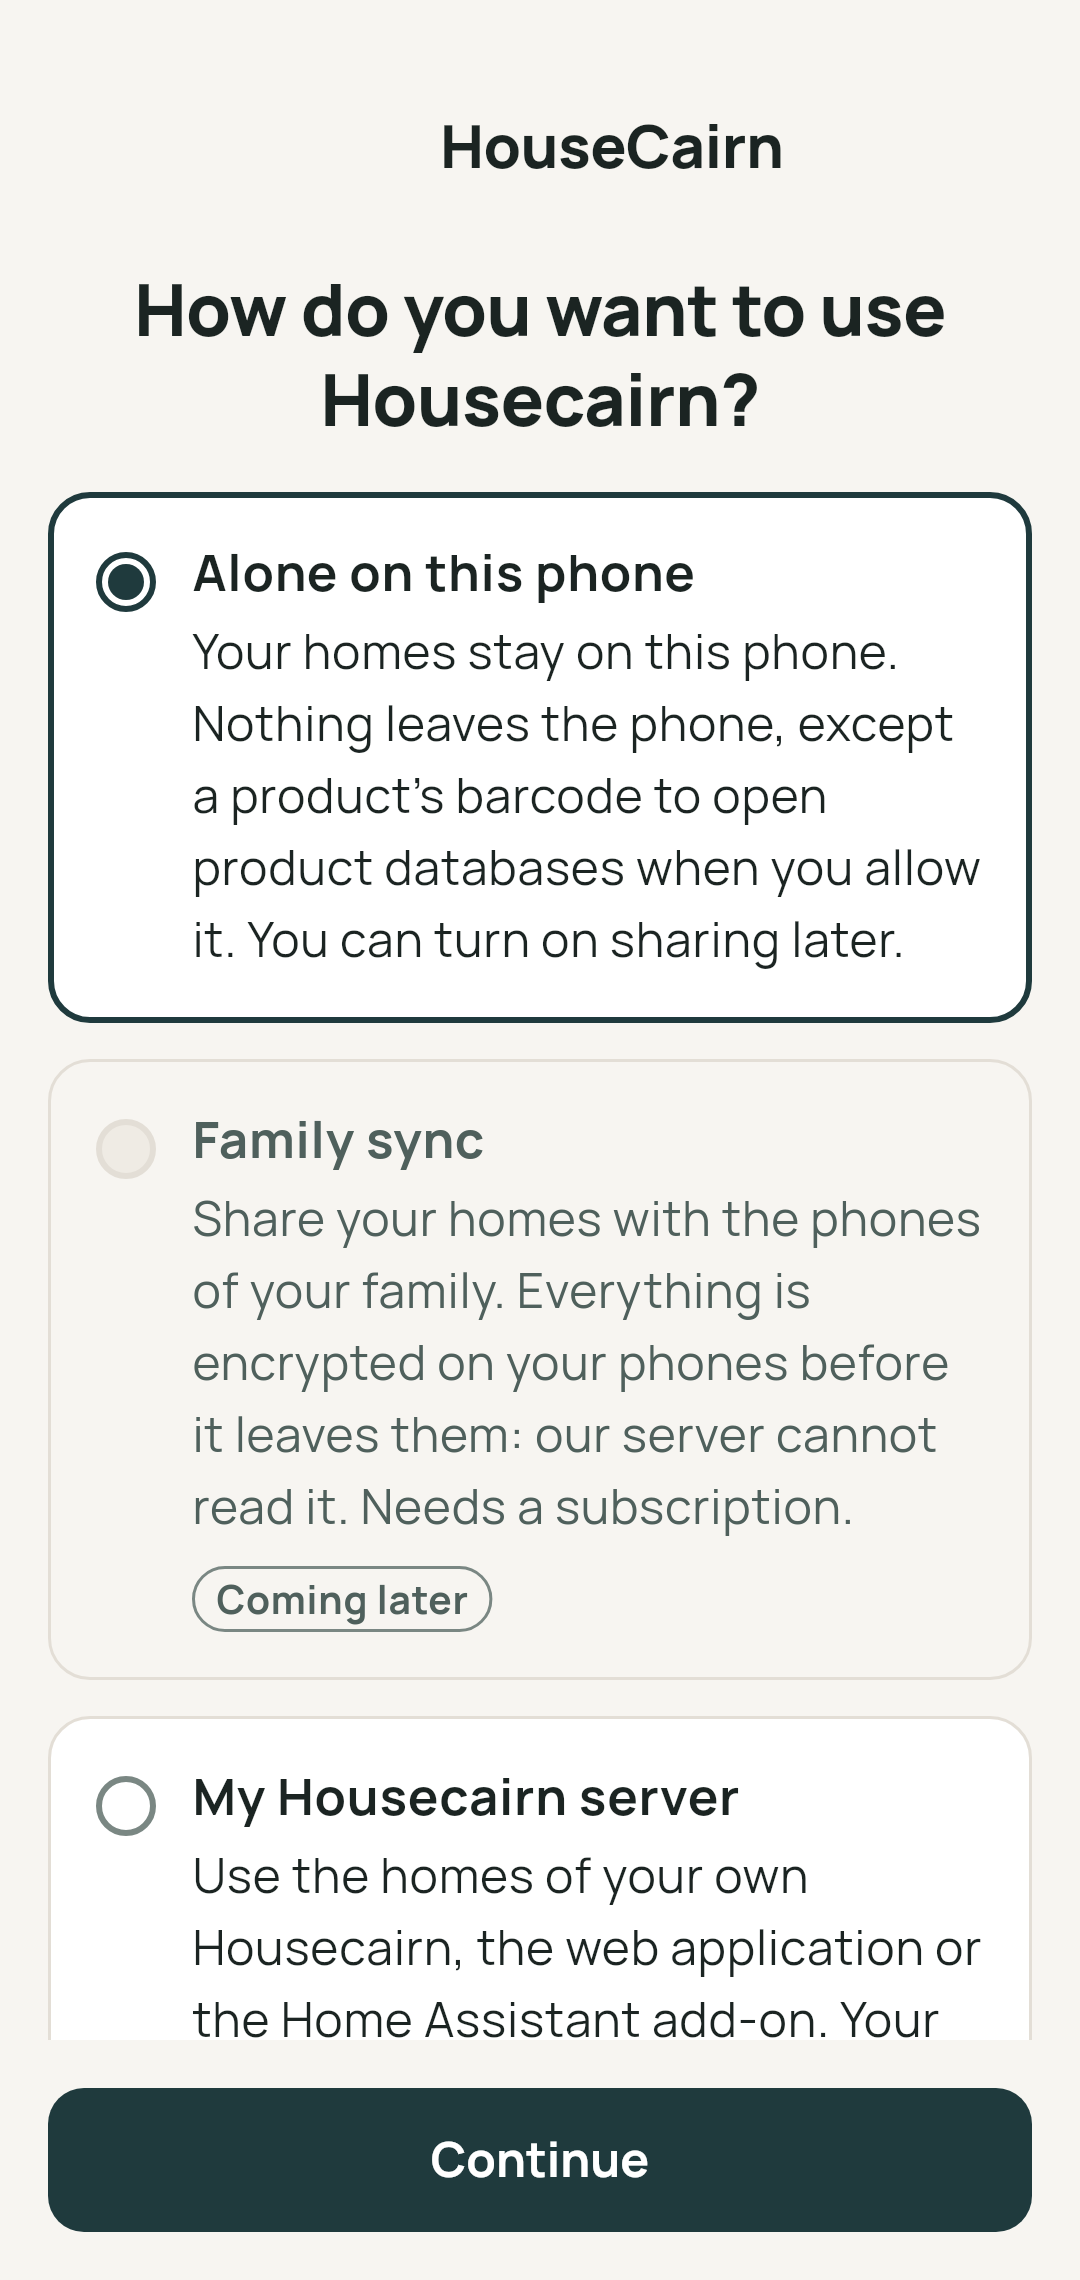 HouseCairn
How do you want to use
Housecairn?
Alone on this phone
Your homes stay on this phone.
Nothing leaves the phone, except
a product’s barcode to open
product databases when you allow
it. You can turn on sharing later.
Family sync
Share your homes with the phones
of your family. Everything is
encrypted on your phones before
it leaves them: our server cannot
read it. Needs a subscription.
Coming later
My Housecairn server
Use the homes of your own
Housecairn, the web application or
the Home Assistant add-on. Your
Continue